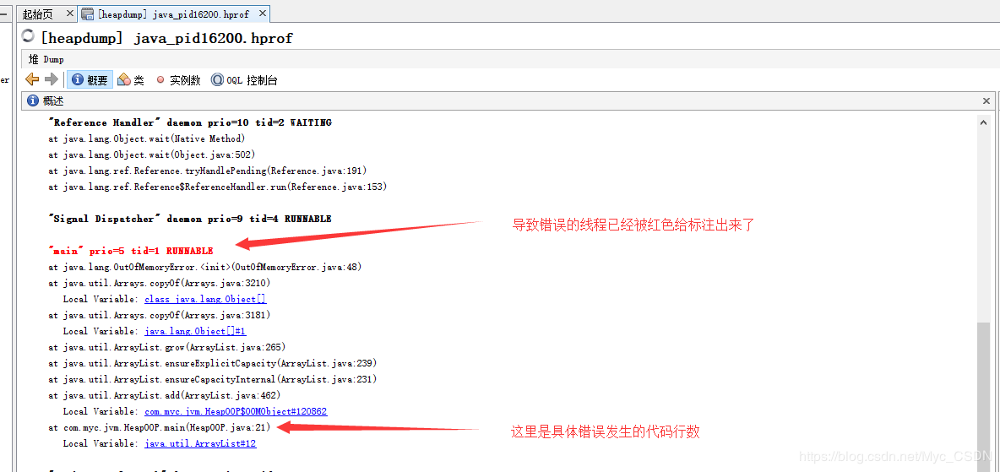 起始页
[heapdump] java_pid16200.hprof
[heapdump] java_pid16200.hprof
堆 Dump
er
概要 类 实例数 OQL 控制台
概述
"Reference Handler" daemon prio=10 tid=2 WAITING
at java.lang.Object.wait(Native Method)
at java.lang.Object.wait(Object.java:502)
at java.lang.ref.Reference.tryHandlePending(Reference.java:191)
at java.lang.ref.Reference$ReferenceHandler.run(Reference.java:153)
"Signal Dispatcher" daemon prio=9 tid=4 RUNNABLE
导致错误的线程已经被红色给标注出来了
"main" prio=5 tid=1 RUNNABLE
at java.lang.OutOfMemoryError.<init>(OutOfMemoryError.java:48)
at java.util.Arrays.copyOf(Arrays.java:3210)
Local Variable: class java.lang.Object[]
at java.util.Arrays.copyOf(Arrays.java:3181)
Local Variable: java.lang.Object[]#1
at java.util.ArrayList.grow(ArrayList.java:265)
at java.util.ArrayList.ensureExplicitCapacity(ArrayList.java:239)
at java.util.ArrayList.ensureCapacityInternal(ArrayList.java:231)
at java.util.ArrayList.add(ArrayList.java:462)
Local Variable: com.myc.jvm.HeapOOP$OOMObject#120862
at com.myc.jvm.HeapOOP.main(HeapOOP.java:21)
这里是具体错误发生的代码行数
Local Variable: java.util.ArrayList#12
https://blog.csdn.net/Myc_CSDN